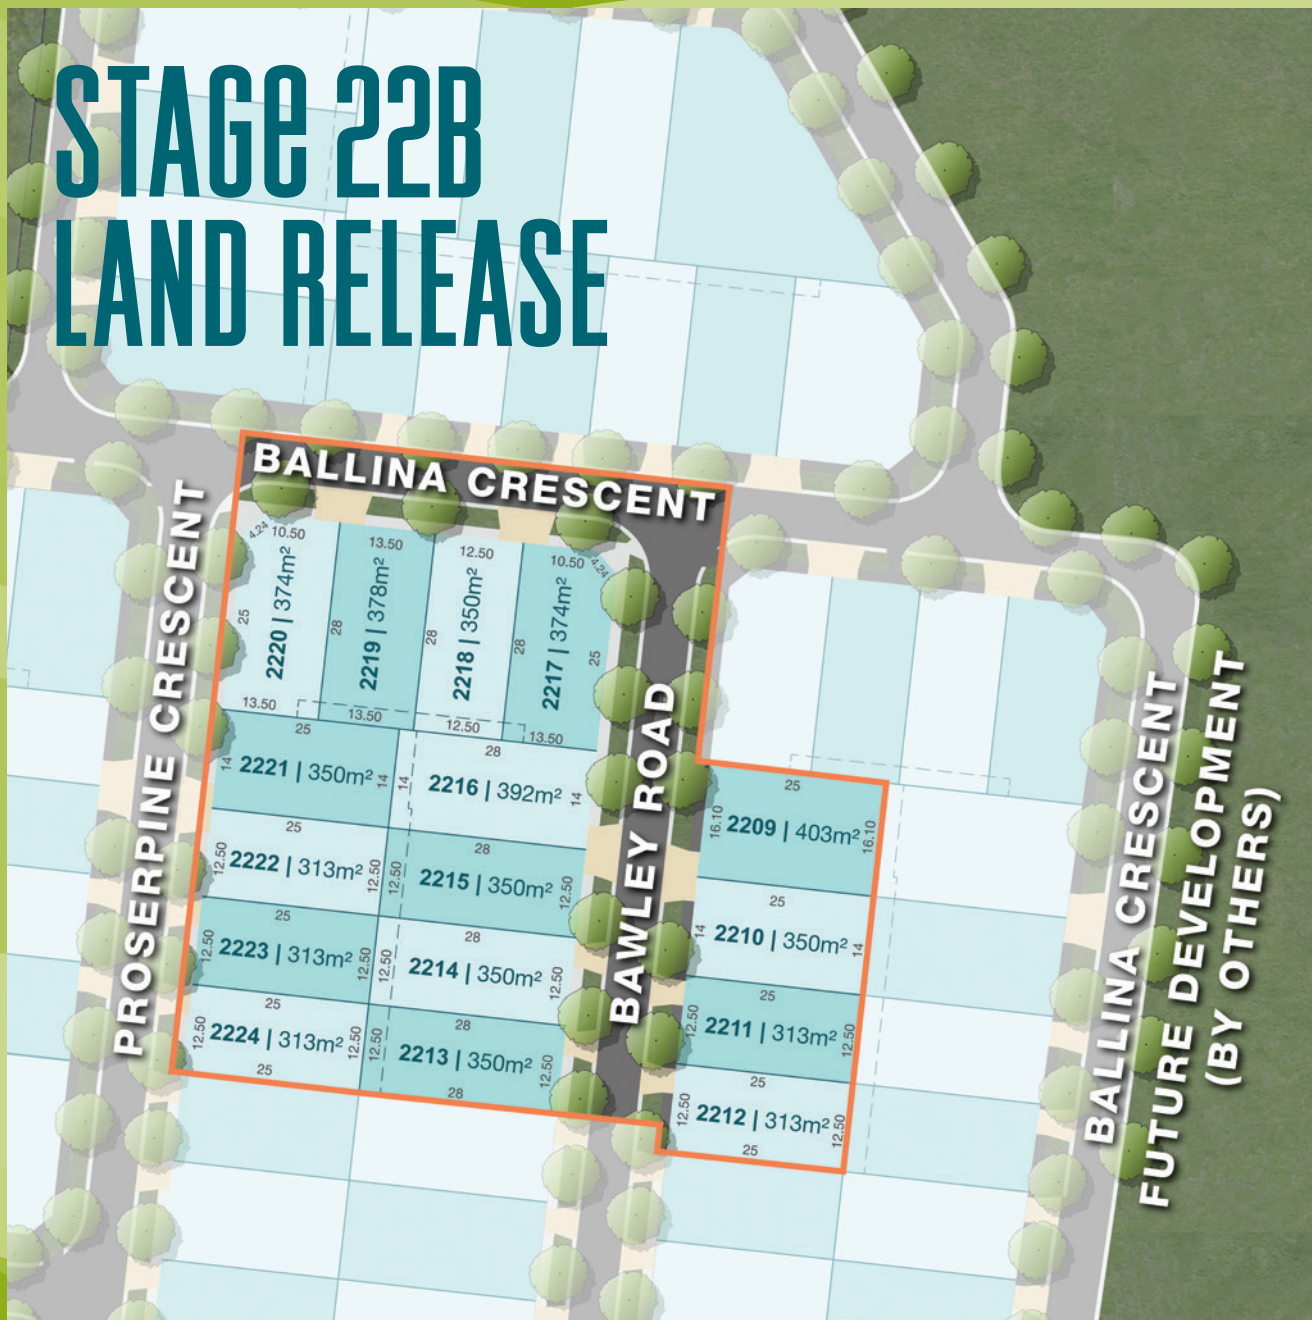 STAGe 22B
LAND RELEASE
BALLINA CRESCENT
PROSERPINE CRESCENT
BAWLEY ROAD
BALLINA CRESCENT
FUTURE DEVELOPMENT
(BY OTHERS)
4.24
10.50
25
2220 | 374m²
13.50
13.50
28
2219 | 378m²
13.50
12.50
28
2218 | 350m²
12.50
10.50
4.24
28
2217 | 374m²
25
13.50
25
14
2221 | 350m²
14
28
14
2216 | 392m²
14
25
12.50
2222 | 313m²
12.50
28
12.50
2215 | 350m²
12.50
25
12.50
2223 | 313m²
12.50
28
12.50
2214 | 350m²
12.50
25
12.50
2224 | 313m²
12.50
25
28
12.50
2213 | 350m²
12.50
28
25
16.10
2209 | 403m²
16.10
25
14
2210 | 350m²
14
25
12.50
2211 | 313m²
12.50
25
12.50
2212 | 313m²
12.50
25